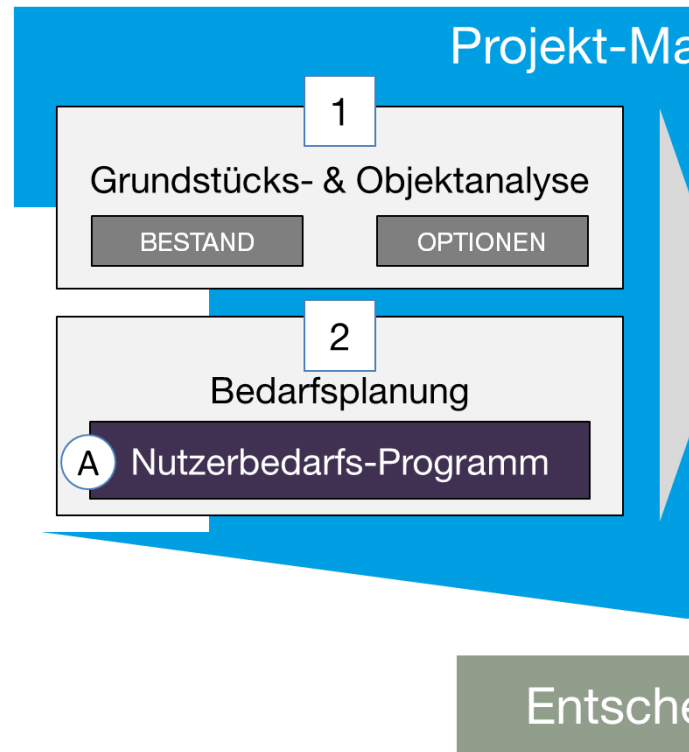 Projekt-Ma
1
Grundstücks- & Objektanalyse
BESTAND
OPTIONEN
2
Bedarfsplanung
A
Nutzerbedarfs-Programm
Entsche